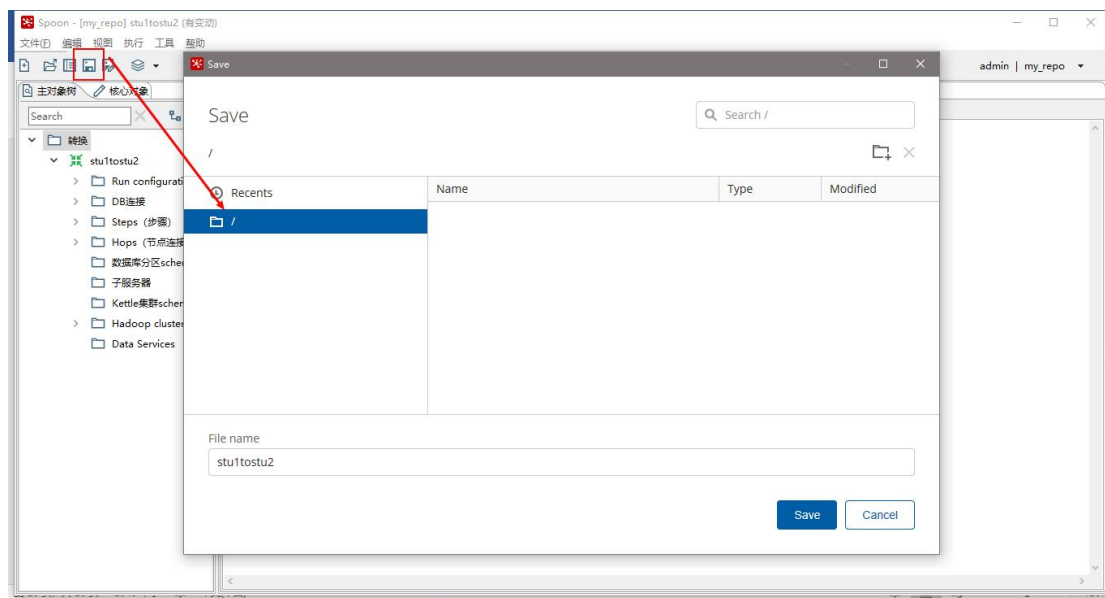 Spoon - [my_repo] stu1tostu2 (有变动)
文件(F) 编辑 视图 执行 工具 帮助
Save
admin | my_repo
主对象树 核心对象
Search
Save
Search /
转换
/
stu1tostu2
Run configurati
Recents
Name Type Modified
DB连接
/
Steps (步骤)
Hops (节点连接
数据库分区schem
子服务器
Kettle集群schem
Hadoop cluster
Data Services
File name
stu1tostu2
Save Cancel